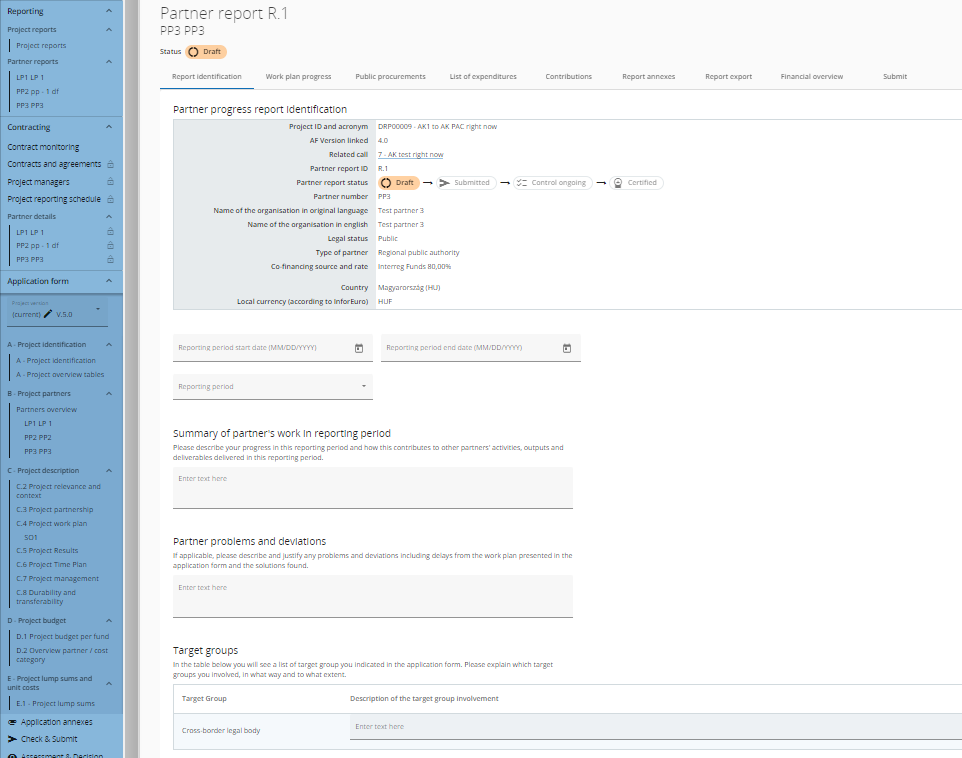 Reporting
Project reports
Project reports
Partner reports
LP1 LP 1
PP2 pp - 1 df
PP3 PP3
Contracting
Contract monitoring
Contracts and agreements
Project managers
Project reporting schedule
Partner details
LP1 LP 1
PP2 pp - 1 df
PP3 PP3
Application form
Project version
(current) V.5.0
A - Project identification
A - Project identification
A - Project overview tables
B - Project partners
Partners overview
LP1 LP 1
PP2 PP2
PP3 PP3
C - Project description
C.2 Project relevance and
context
C.3 Project partnership
C.4 Project work plan
SO1
C.5 Project Results
C.6 Project Time Plan
C.7 Project management
C.8 Durability and
transferability
D - Project budget
D.1 Project budget per fund
D.2 Overview partner / cost
category
E - Project lump sums and
unit costs
E.1 - Project lump sums
Application annexes
Check & Submit
Assessment & Decision
Partner report R.1
PP3 PP3
Status Draft
Report identification Work plan progress Public procurements List of expenditures Contributions Report annexes Report export Financial overview Submit
Partner progress report identification
Project ID and acronym DRP00009 - AK1 to AK PAC right now
AF Version linked 4.0
Related call 7 - AK test right now
Partner report ID R.1
Partner report status Draft Submitted Control ongoing Certified
Partner number PP3
Name of the organisation in original language Test partner 3
Name of the organisation in english Test partner 3
Legal status Public
Type of partner Regional public authority
Co-financing source and rate Interreg Funds 80,00%
Country Magyarország (HU)
Local currency (according to InforEuro) HUF
Reporting period start date (MM/DD/YYYY) Reporting period end date (MM/DD/YYYY)
Reporting period
Summary of partner's work in reporting period
Please describe your progress in this reporting period and how this contributes to other partners' activities, outputs and
deliverables delivered in this reporting period.
Enter text here
Partner problems and deviations
If applicable, please describe and justify any problems and deviations including delays from the work plan presented in the
application form and the solutions found.
Enter text here
Target groups
In the table below you will see a list of target group you indicated in the application form. Please explain which target
groups you involved, in what way and to what extent.
Target Group Description of the target group involvement
Cross-border legal body Enter text here